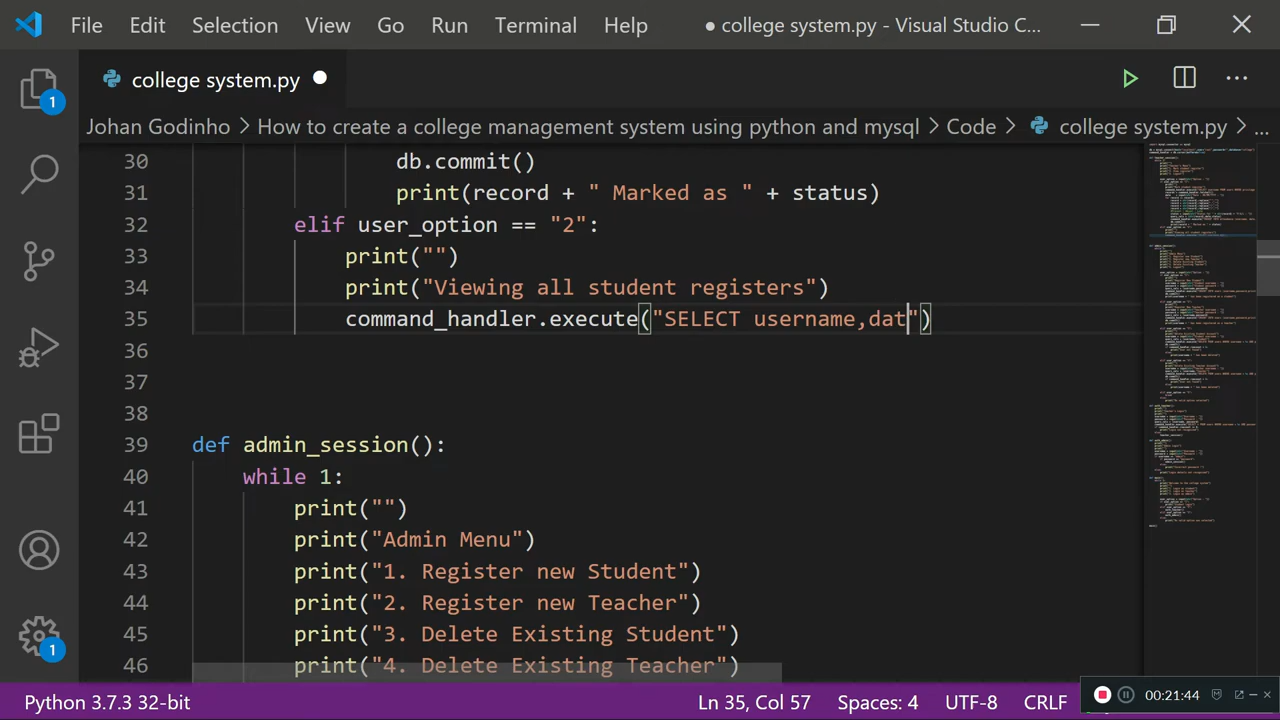 File Edit Selection View Go Run Terminal Help ● college system.py - Visual Studio C...
college system.py
Johan Godinho > How to create a college management system using python and mysql > Code > college system.py > ...
30 db.commit()
31 print(record + " Marked as " + status)
32 elif user_option == "2":
33 print("")
34 print("Viewing all student registers")
35 command_handler.execute("SELECT username,dat")
36
37
38
39 def admin_session():
40 while 1:
41 print("")
42 print("Admin Menu")
43 print("1. Register new Student")
44 print("2. Register new Teacher")
45 print("3. Delete Existing Student")
46 print("4. Delete Existing Teacher")
1
1
Python 3.7.3 32-bit Ln 35, Col 57 Spaces: 4 UTF-8 CRLF
00:21:44